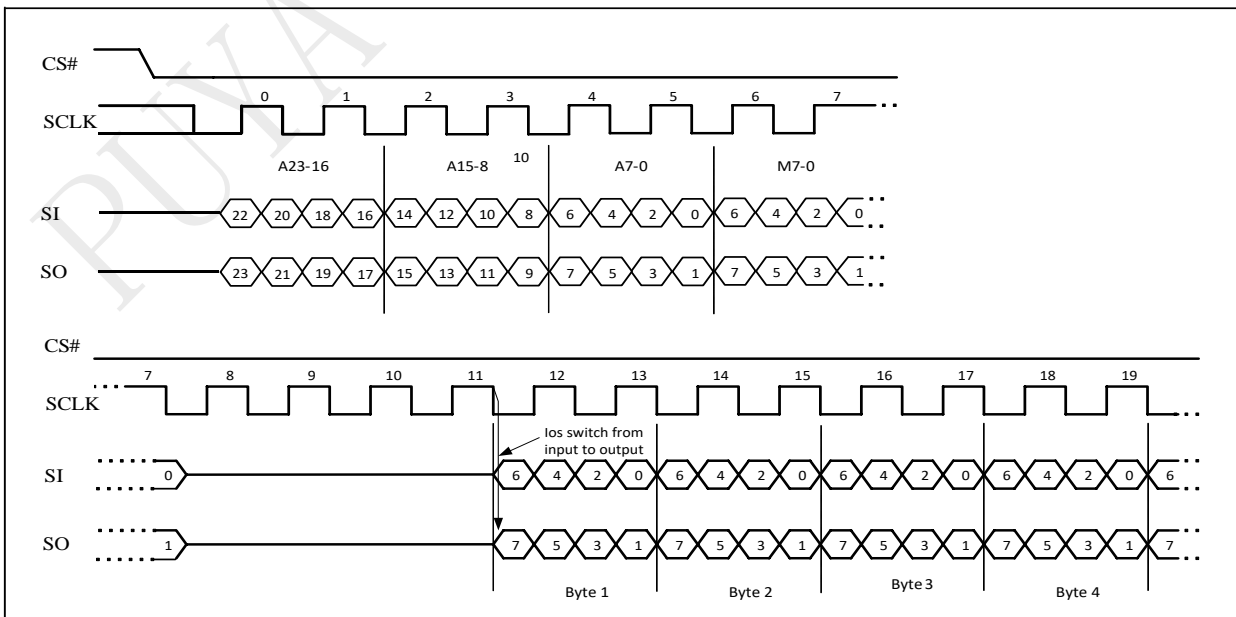 PUYA
CS#
0 1 2 3 4 5 6 7
SCLK
A23-16 A15-8 10 A7-0 M7-0
SI 22 20 18 16 14 12 10 8 6 4 2 0 6 4 2 0
SO 23 21 19 17 15 13 11 9 7 5 3 1 7 5 3 1
CS#
7 8 9 10 11 12 13 14 15 16 17 18 19
SCLK
Ios switch from
input to output
SI 0 6 4 2 0 6 4 2 0 6 4 2 0 6 4 2 0 6
SO 1 7 5 3 1 7 5 3 1 7 5 3 1 7 5 3 1 7
Byte 1 Byte 2 Byte 3 Byte 4